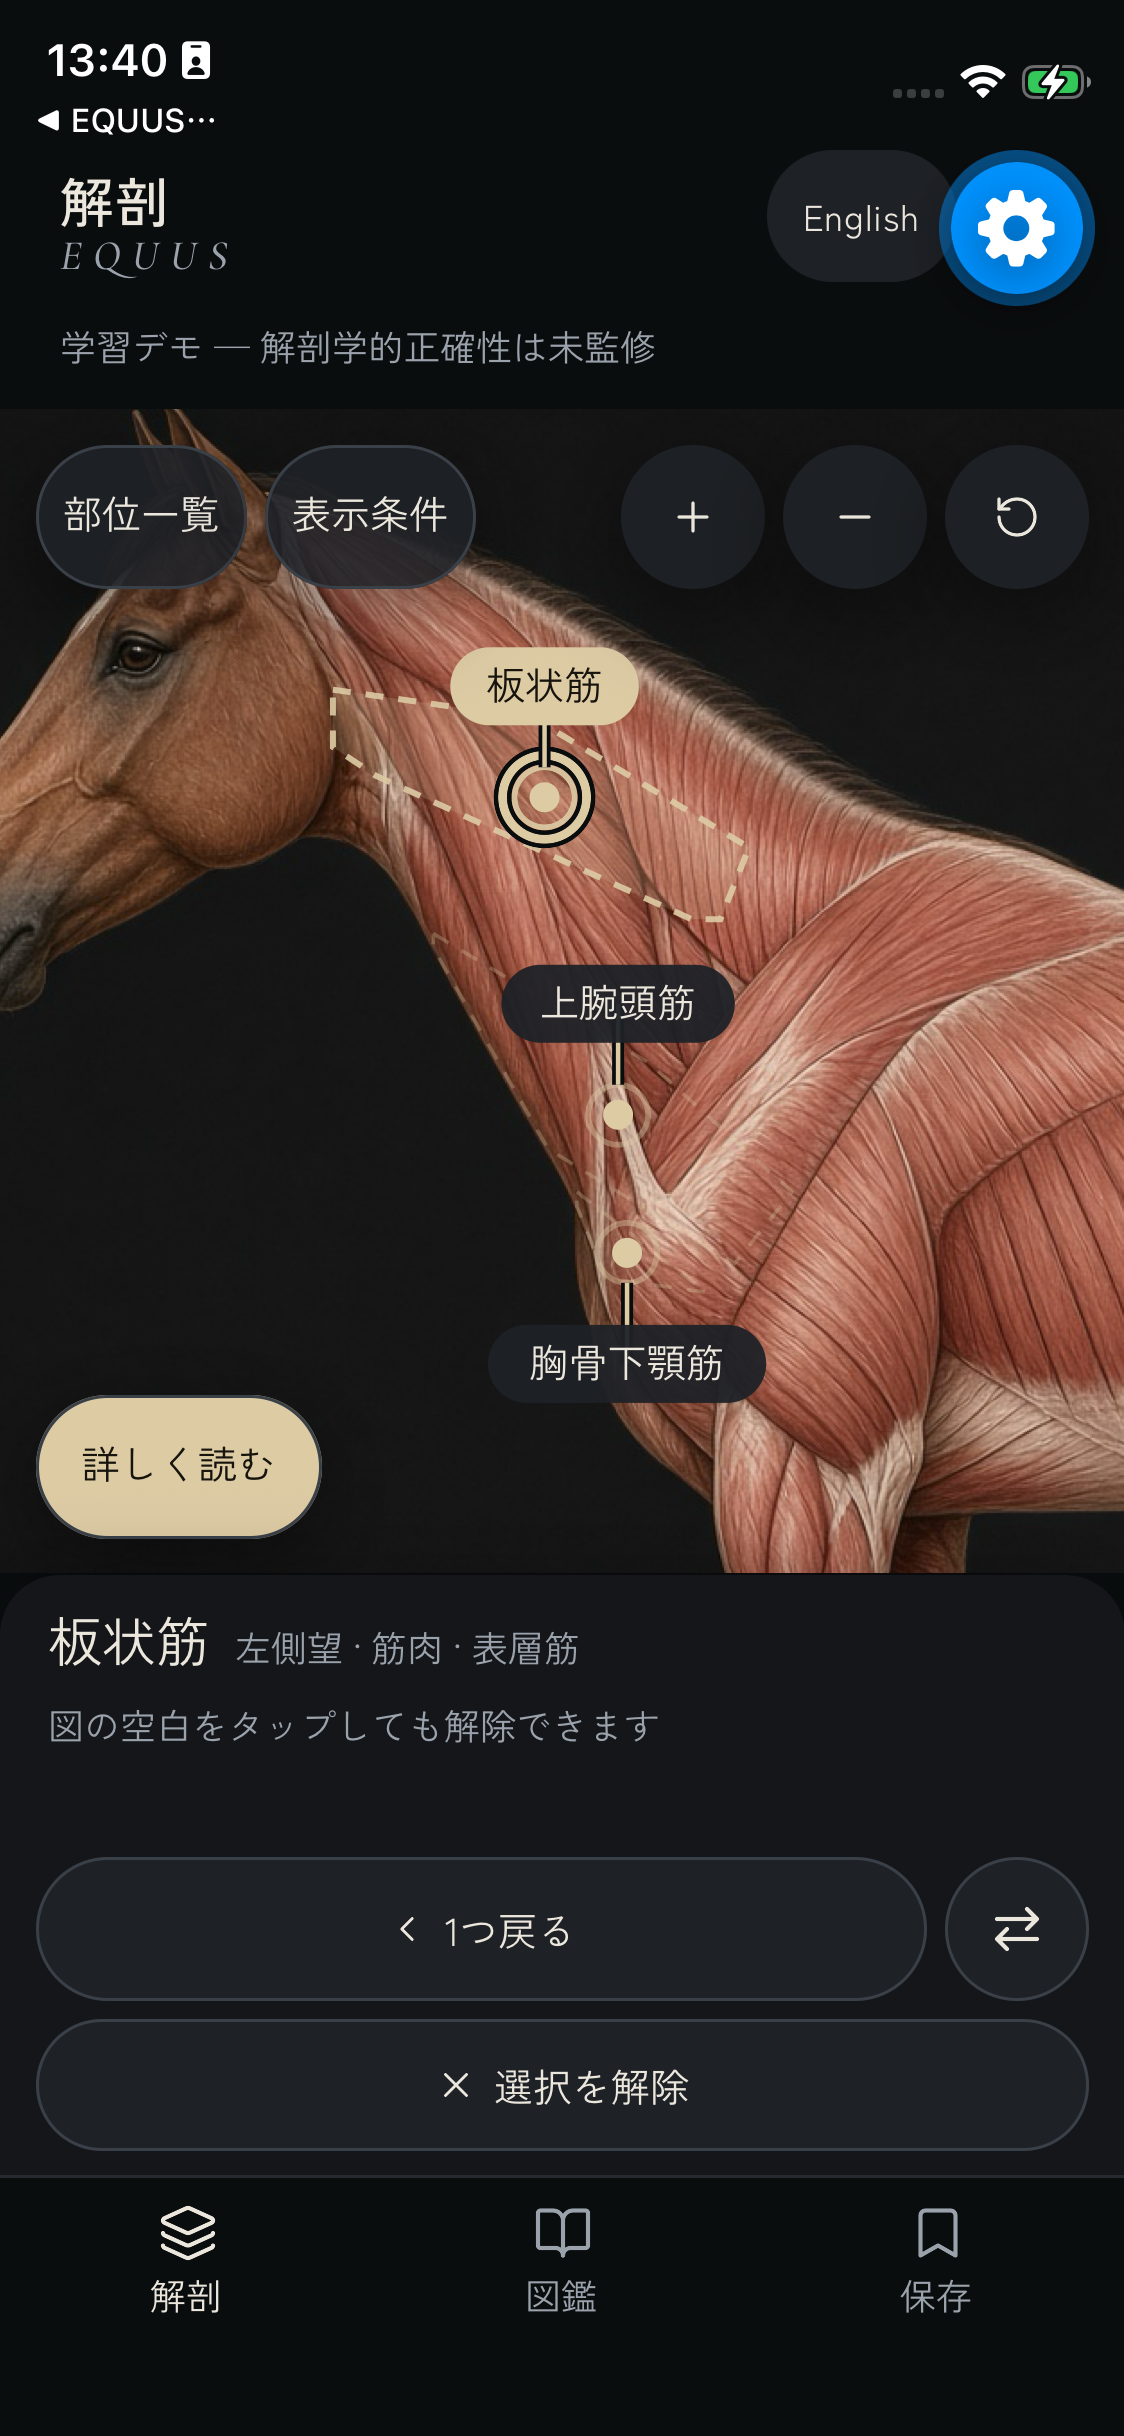 13:40
◀ EQUUS…
解剖
EQUUS
English
学習デモ — 解剖学的正確性は未監修
部位一覧
表示条件
板状筋
上腕頭筋
胸骨下顎筋
詳しく読む
板状筋 左側望・筋肉・表層筋
図の空白をタップしても解除できます
1つ戻る
選択を解除
解剖
図鑑
保存